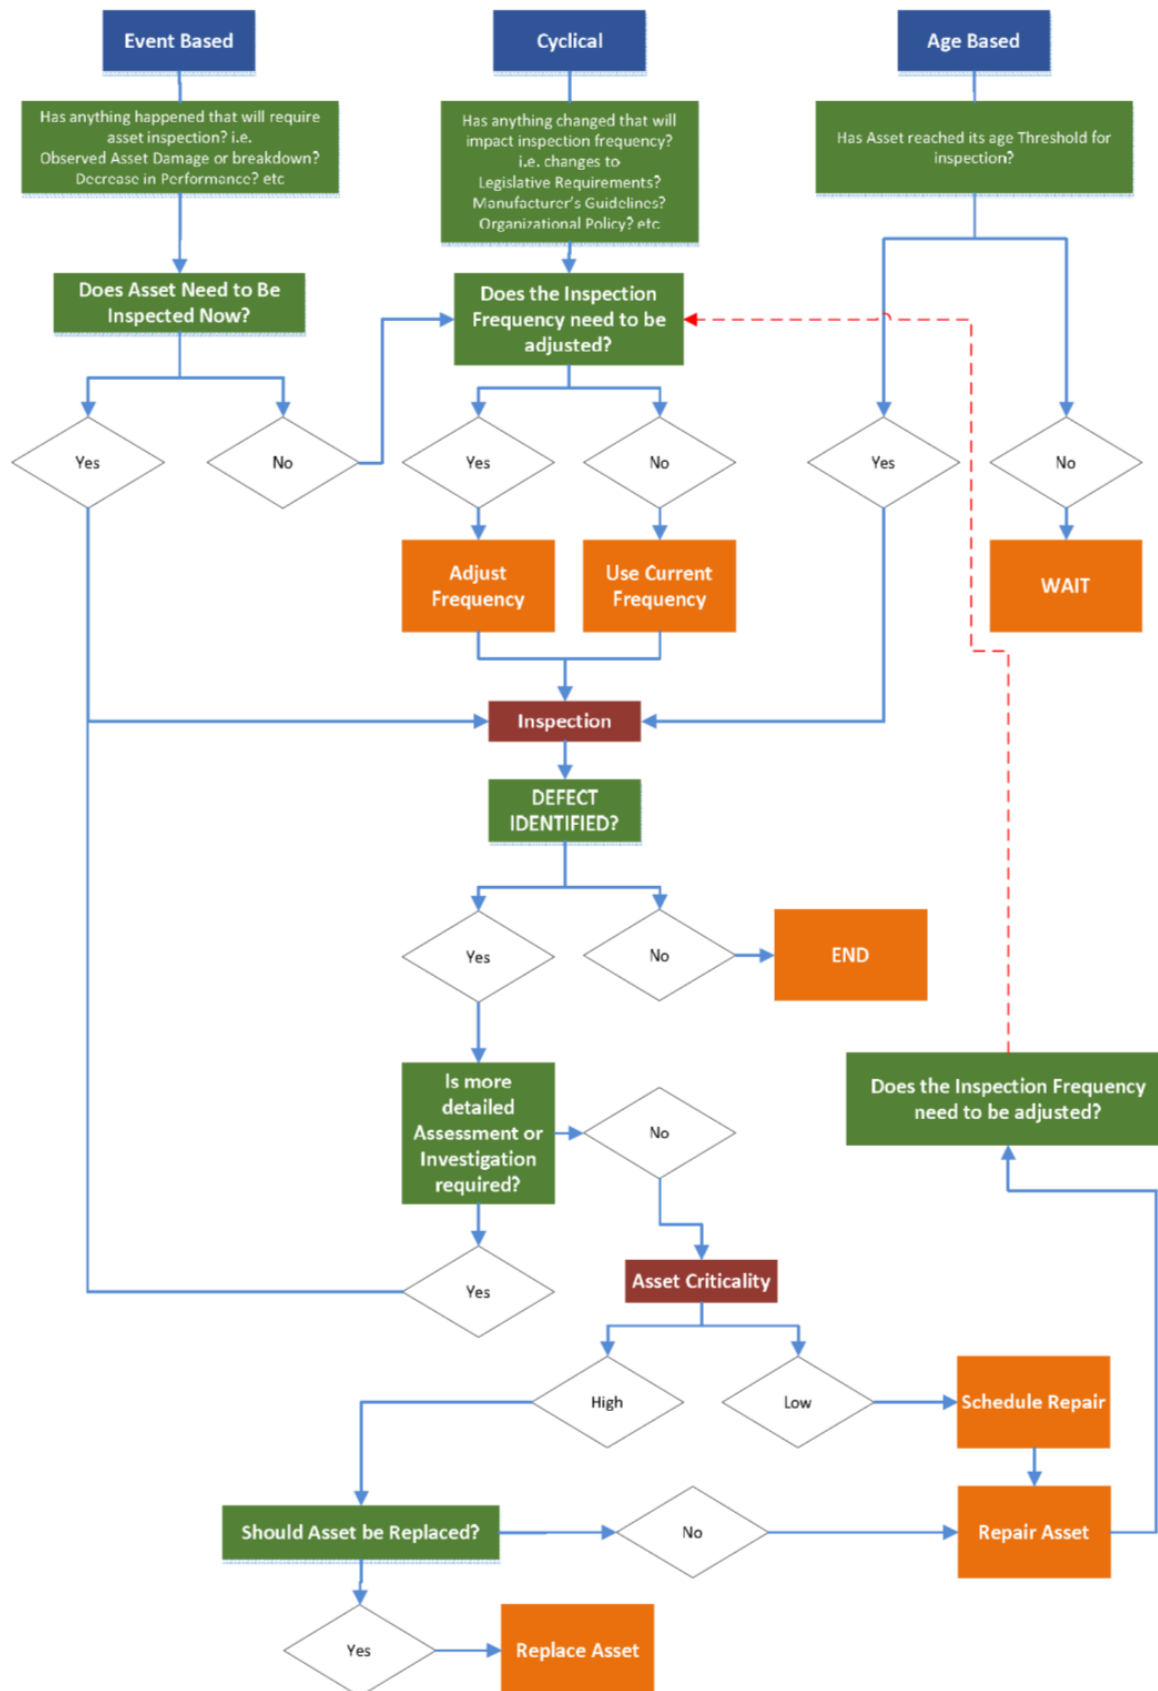 Event Based
Cyclical
Age Based
Has anything happened that will require
asset inspection? i.e.
Observed Asset Damage or breakdown?
Decrease in Performance? etc
Has anything changed that will
impact inspection frequency?
i.e. changes to
Legislative Requirements?
Manufacturer's Guidelines?
Organizational Policy? etc
Has Asset reached its age Threshold for
inspection?
Does Asset Need to Be
Inspected Now?
Does the Inspection
Frequency need to be
adjusted?
Yes
No
Yes
No
Yes
No
Adjust
Frequency
Use Current
Frequency
WAIT
Inspection
DEFECT
IDENTIFIED?
Yes
No
END
Is more
detailed
Assessment or
Investigation
required?
No
Does the Inspection Frequency
need to be adjusted?
Yes
Asset Criticality
High
Low
Schedule Repair
Should Asset be Replaced?
No
Repair Asset
Yes
Replace Asset